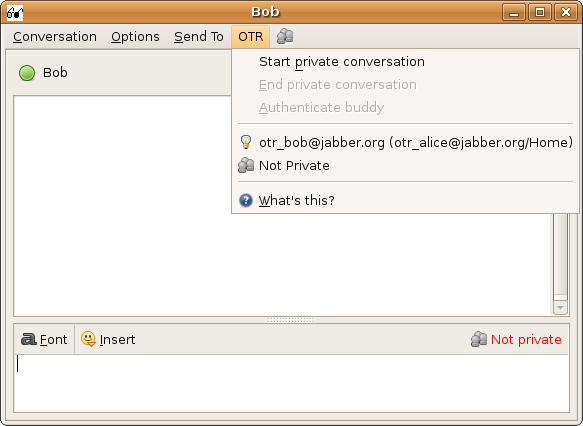 Bob
Conversation Options Send To OTR
Bob
Start private conversation
End private conversation
Authenticate buddy
otr_bob@jabber.org (otr_alice@jabber.org/Home)
Not Private
What's this?
Font Insert Not private